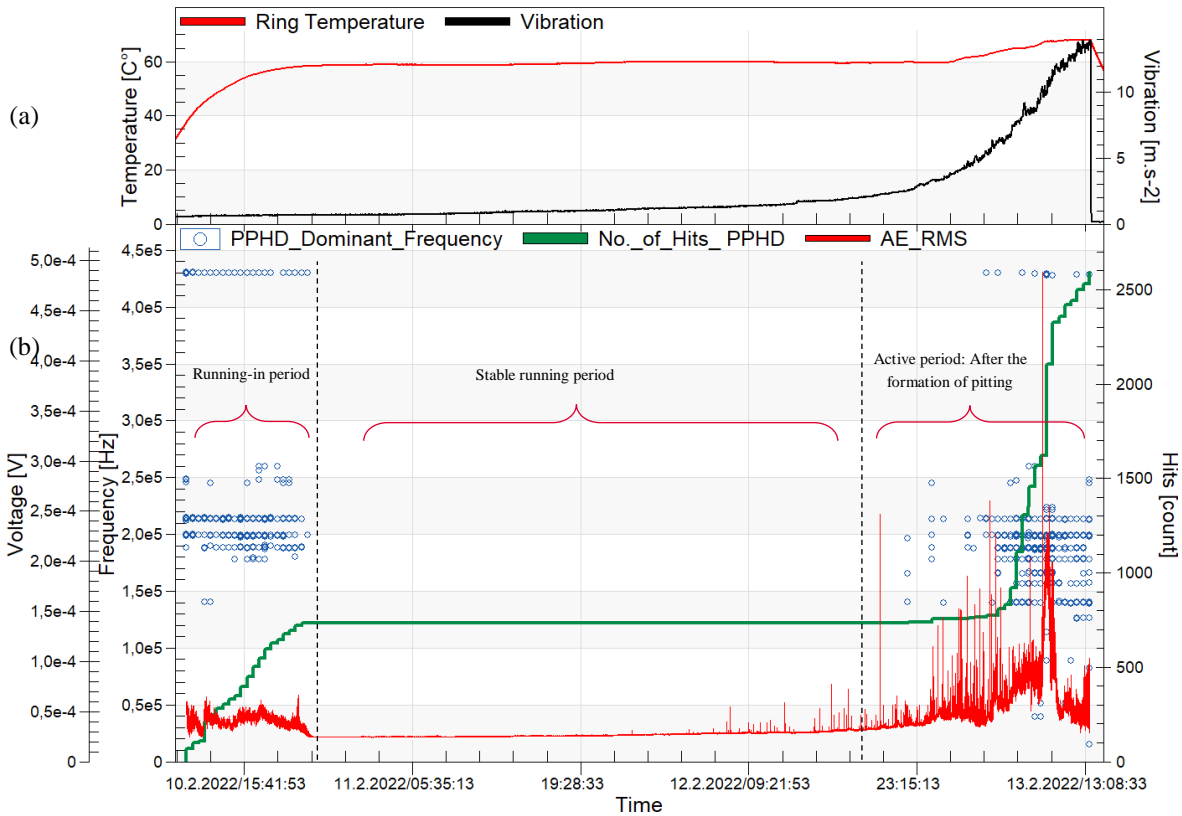 Ring Temperature Vibration
(a)
Temperature [C°]
60
40
20
0
Vibration [m.s-2]
10
5
0
PPHD_Dominant_Frequency No._of_Hits_PPHD AE_RMS
(b)
Voltage [V]
5,0e-4
4,5e-4
4,0e-4
3,5e-4
3,0e-4
2,5e-4
2,0e-4
1,5e-4
1,0e-4
0,5e-4
0
Frequency [Hz]
4,5e5
4,0e5
3,5e5
3,0e5
2,5e5
2,0e5
1,5e5
1,0e5
0,5e5
0
Running-in period
Stable running period
Active period: After the
formation of pitting
Hits [count]
2500
2000
1500
1000
500
0
10.2.2022/15:41:53 11.2.2022/05:35:13 19:28:33 12.2.2022/09:21:53 23:15:13 13.2.2022/13:08:33
Time